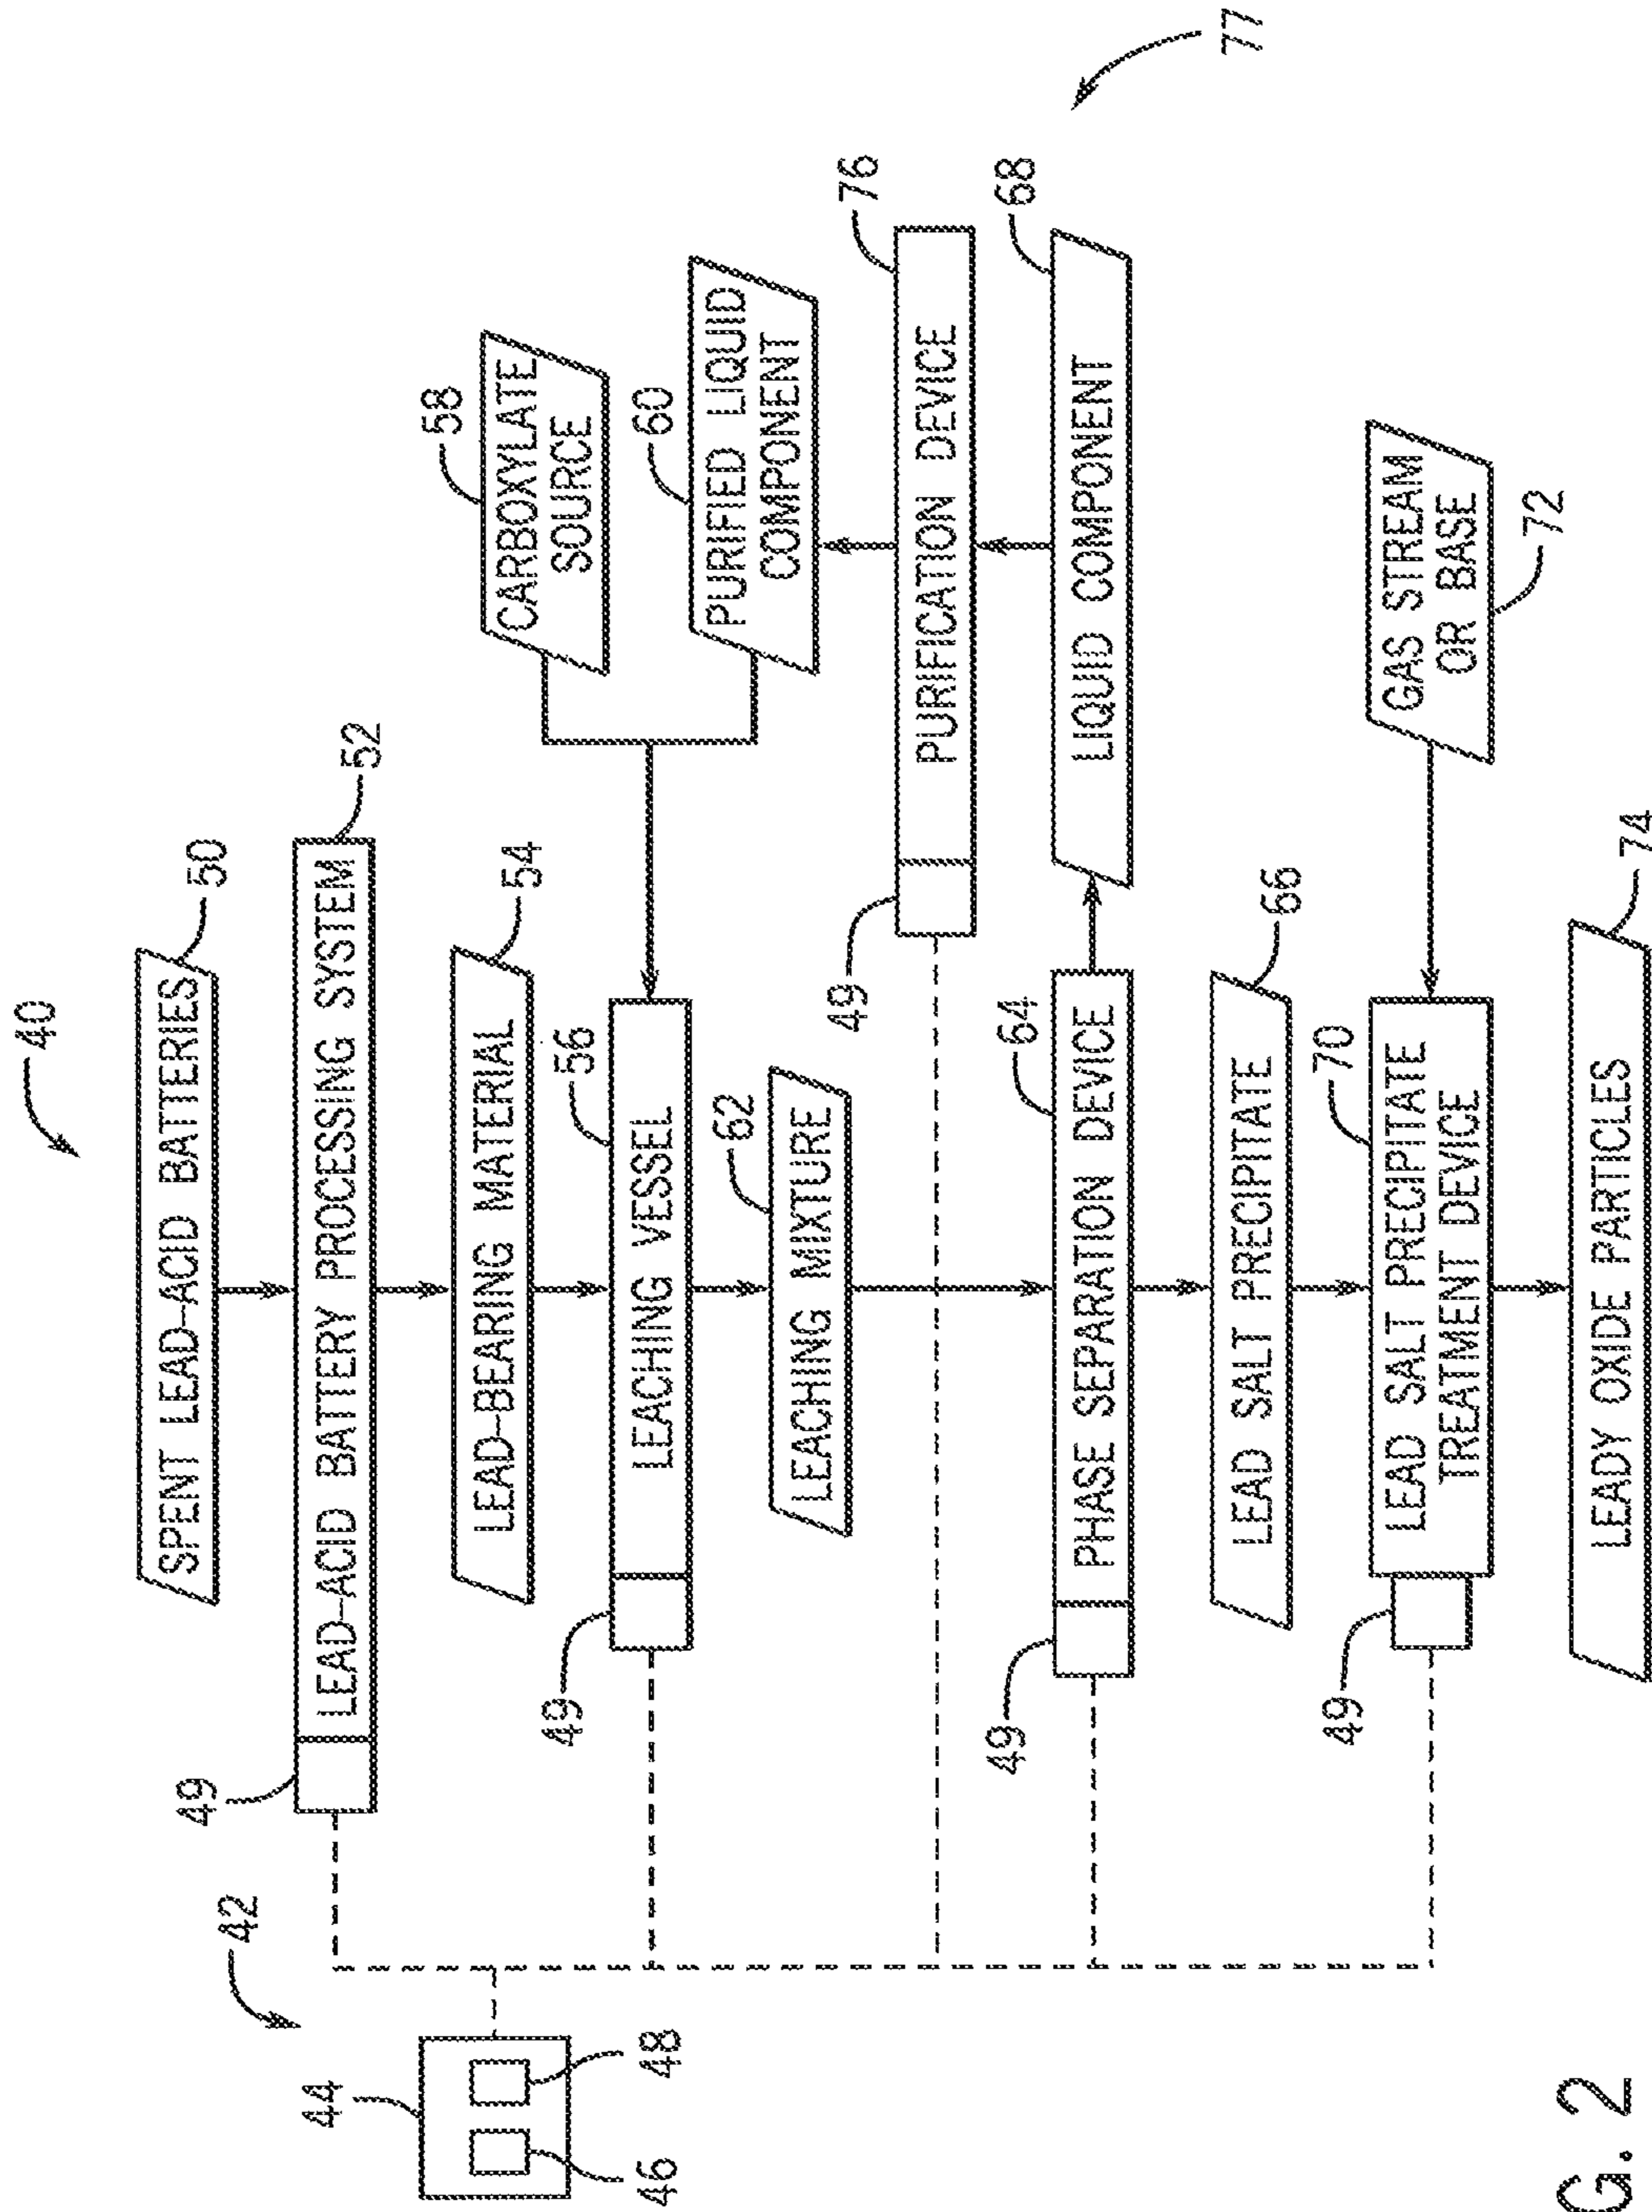 40
SPENT LEAD-ACID BATTERIES
50
49
LEAD-ACID BATTERY PROCESSING SYSTEM
52
42
44
46
48
LEAD-BEARING MATERIAL
54
58
CARBOXYLATE
SOURCE
49
LEACHING VESSEL
56
60
PURIFIED LIQUID
COMPONENT
LEACHING MIXTURE
62
49
PURIFICATION DEVICE
76
49
PHASE SEPARATION DEVICE
64
LIQUID COMPONENT
68
77
LEAD SALT PRECIPITATE
66
49
LEAD SALT PRECIPITATE
TREATMENT DEVICE
70
GAS STREAM
OR BASE
72
LEADY OXIDE PARTICLES
74
G. 2